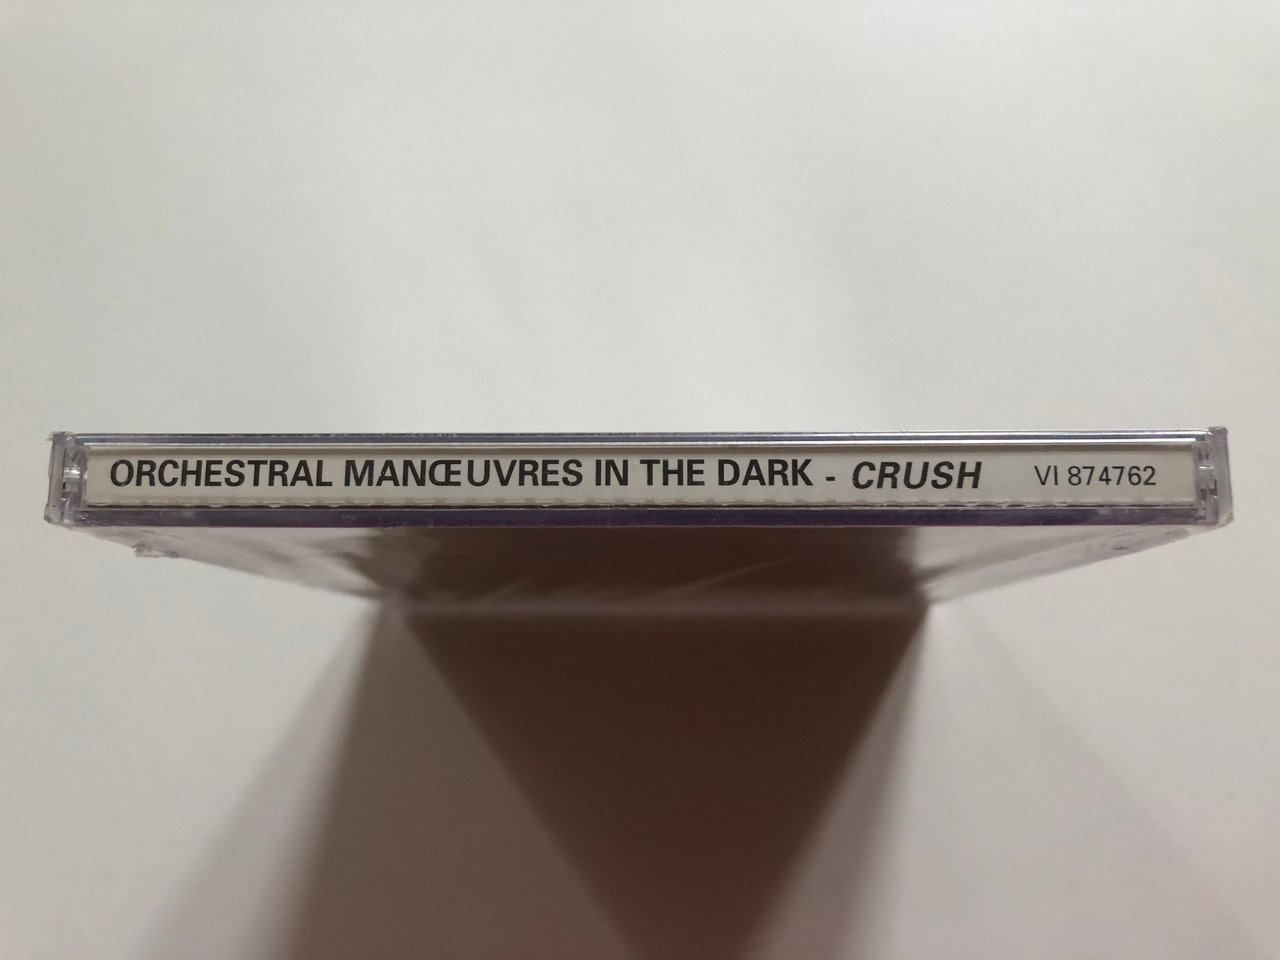 ORCHESTRAL MANŒUVRES IN THE DARK - CRUSH VI 874762